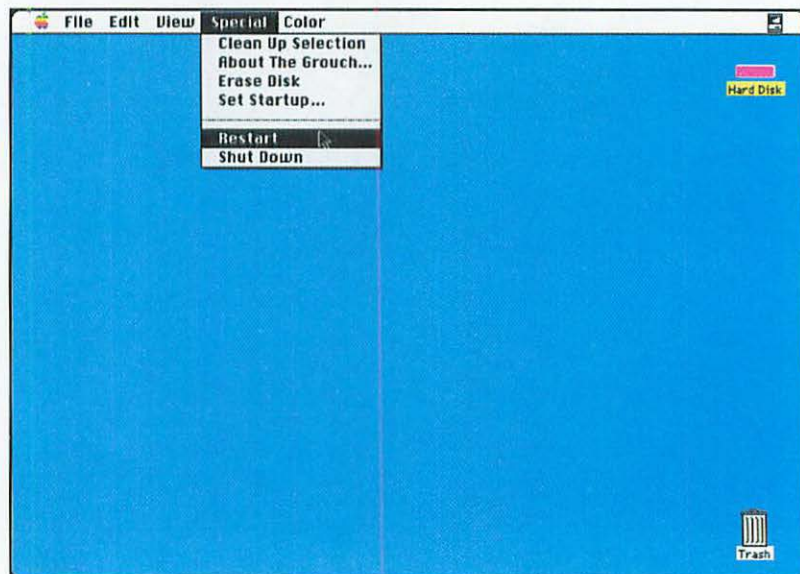 File Edit View Special Color
Clean Up Selection
About The Grouch...
Erase Disk
Set Startup...
Restart
Shut Down
Hard Disk
Trash